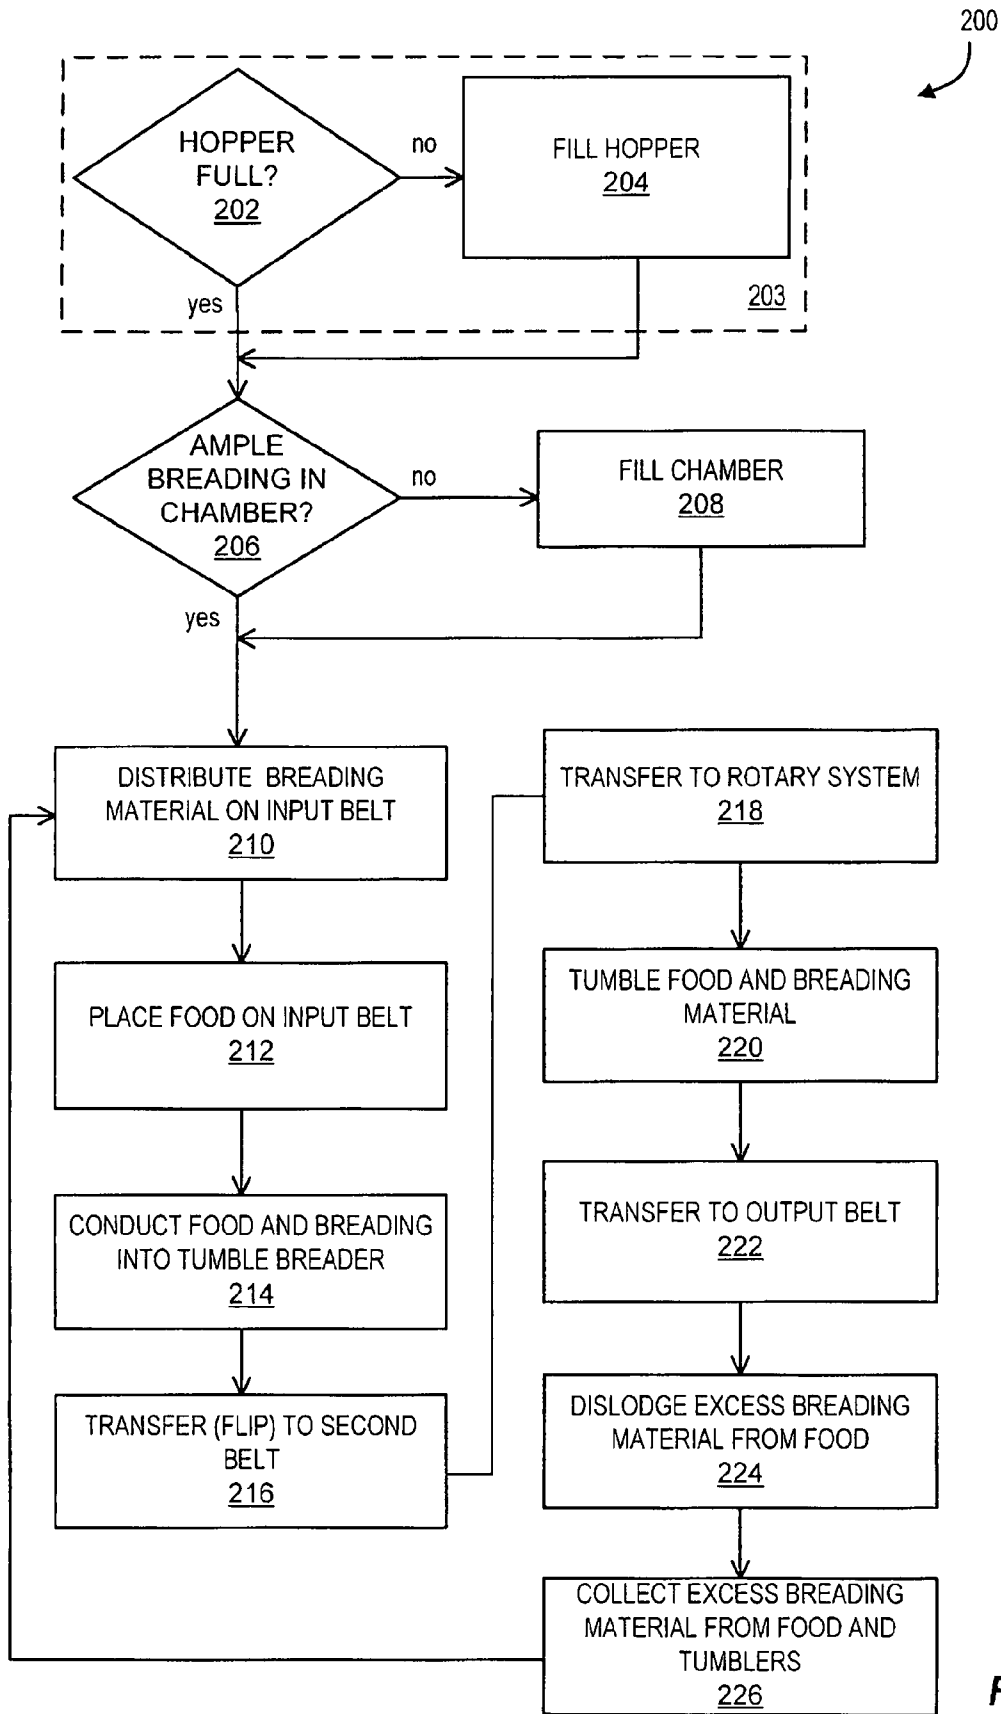 200
HOPPER
FULL?
202
no
FILL HOPPER
204
yes
203
AMPLE
BREADING IN
CHAMBER?
206
no
FILL CHAMBER
208
yes
DISTRIBUTE BREADING
MATERIAL ON INPUT BELT
210
PLACE FOOD ON INPUT BELT
212
CONDUCT FOOD AND BREADING
INTO TUMBLE BREADER
214
TRANSFER (FLIP) TO SECOND
BELT
216
TRANSFER TO ROTARY SYSTEM
218
TUMBLE FOOD AND BREADING
MATERIAL
220
TRANSFER TO OUTPUT BELT
222
DISLODGE EXCESS BREADING
MATERIAL FROM FOOD
224
COLLECT EXCESS BREADING
MATERIAL FROM FOOD AND
TUMBLERS
226